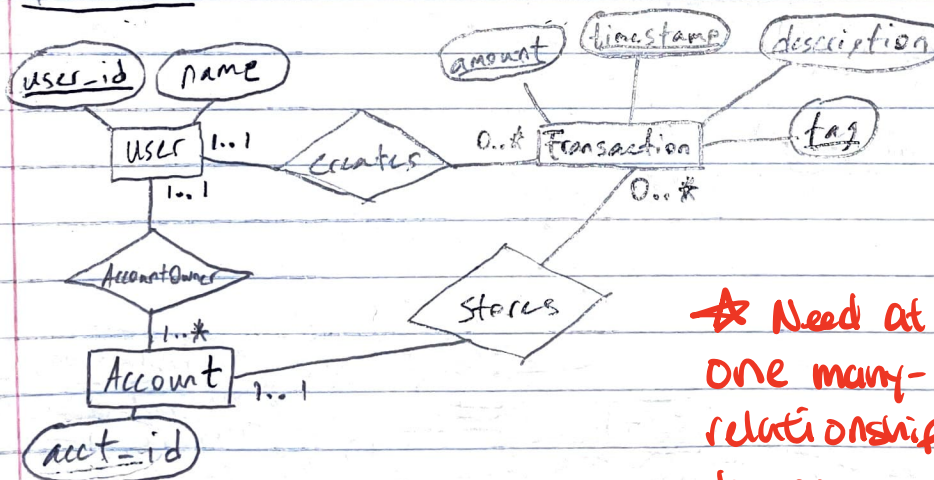 amount
timestamp
description
user_id
name
tag
user
1..1
creates
0..*
Transaction
1..1
0..*
AccountOwner
stores
1..*
Need at
one many-
relationship
Account
1..1
acct_id